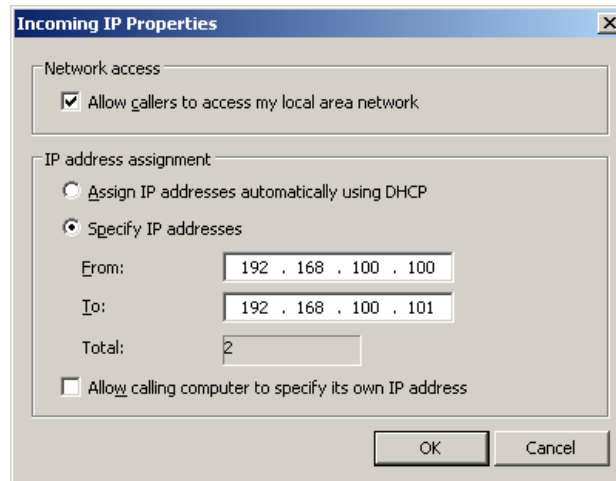 Incoming IP Properties
Network access
Allow callers to access my local area network
IP address assignment
Assign IP addresses automatically using DHCP
Specify IP addresses
From: 192 . 168 . 100 . 100
To: 192 . 168 . 100 . 101
Total: 2
Allow calling computer to specify its own IP address
OK Cancel